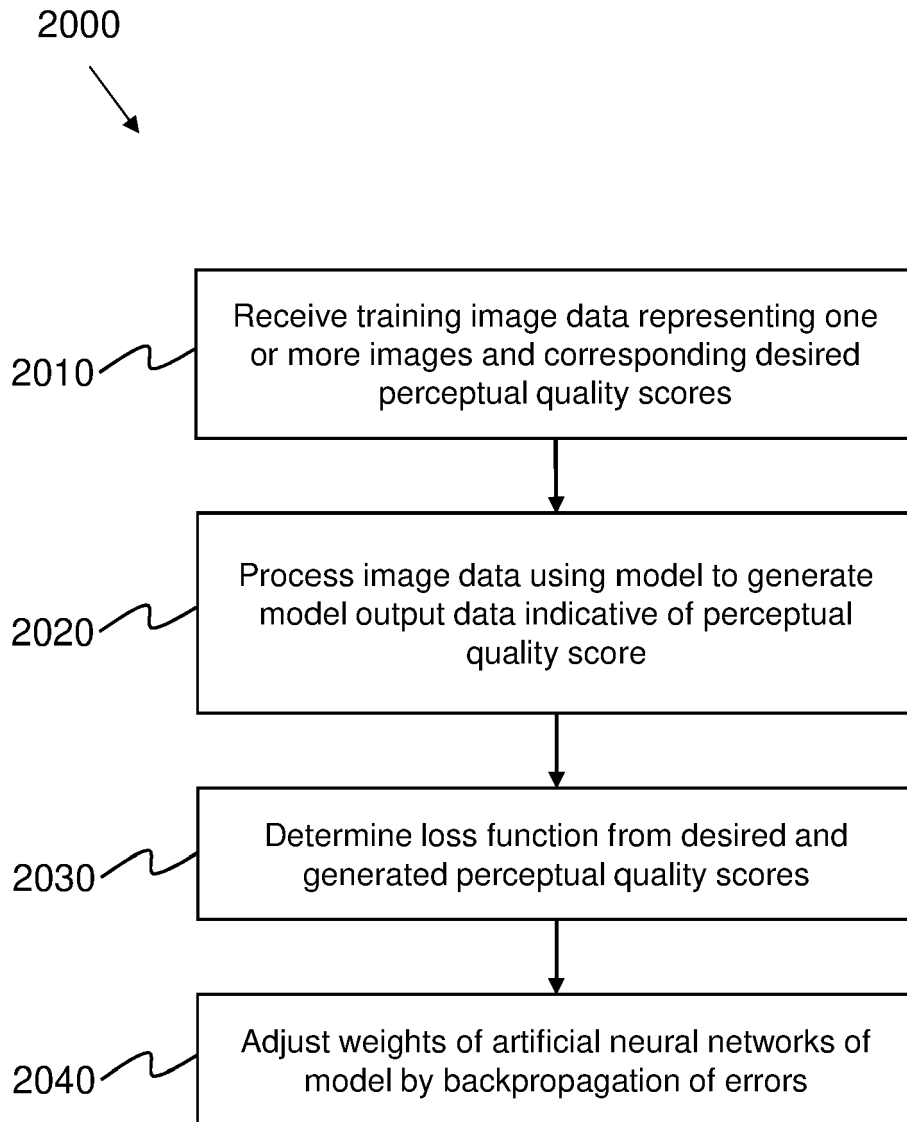 2000
Receive training image data representing one
or more images and corresponding desired
perceptual quality scores
2010
Process image data using model to generate
model output data indicative of perceptual
quality score
2020
Determine loss function from desired and
generated perceptual quality scores
2030
Adjust weights of artificial neural networks of
model by backpropagation of errors
2040